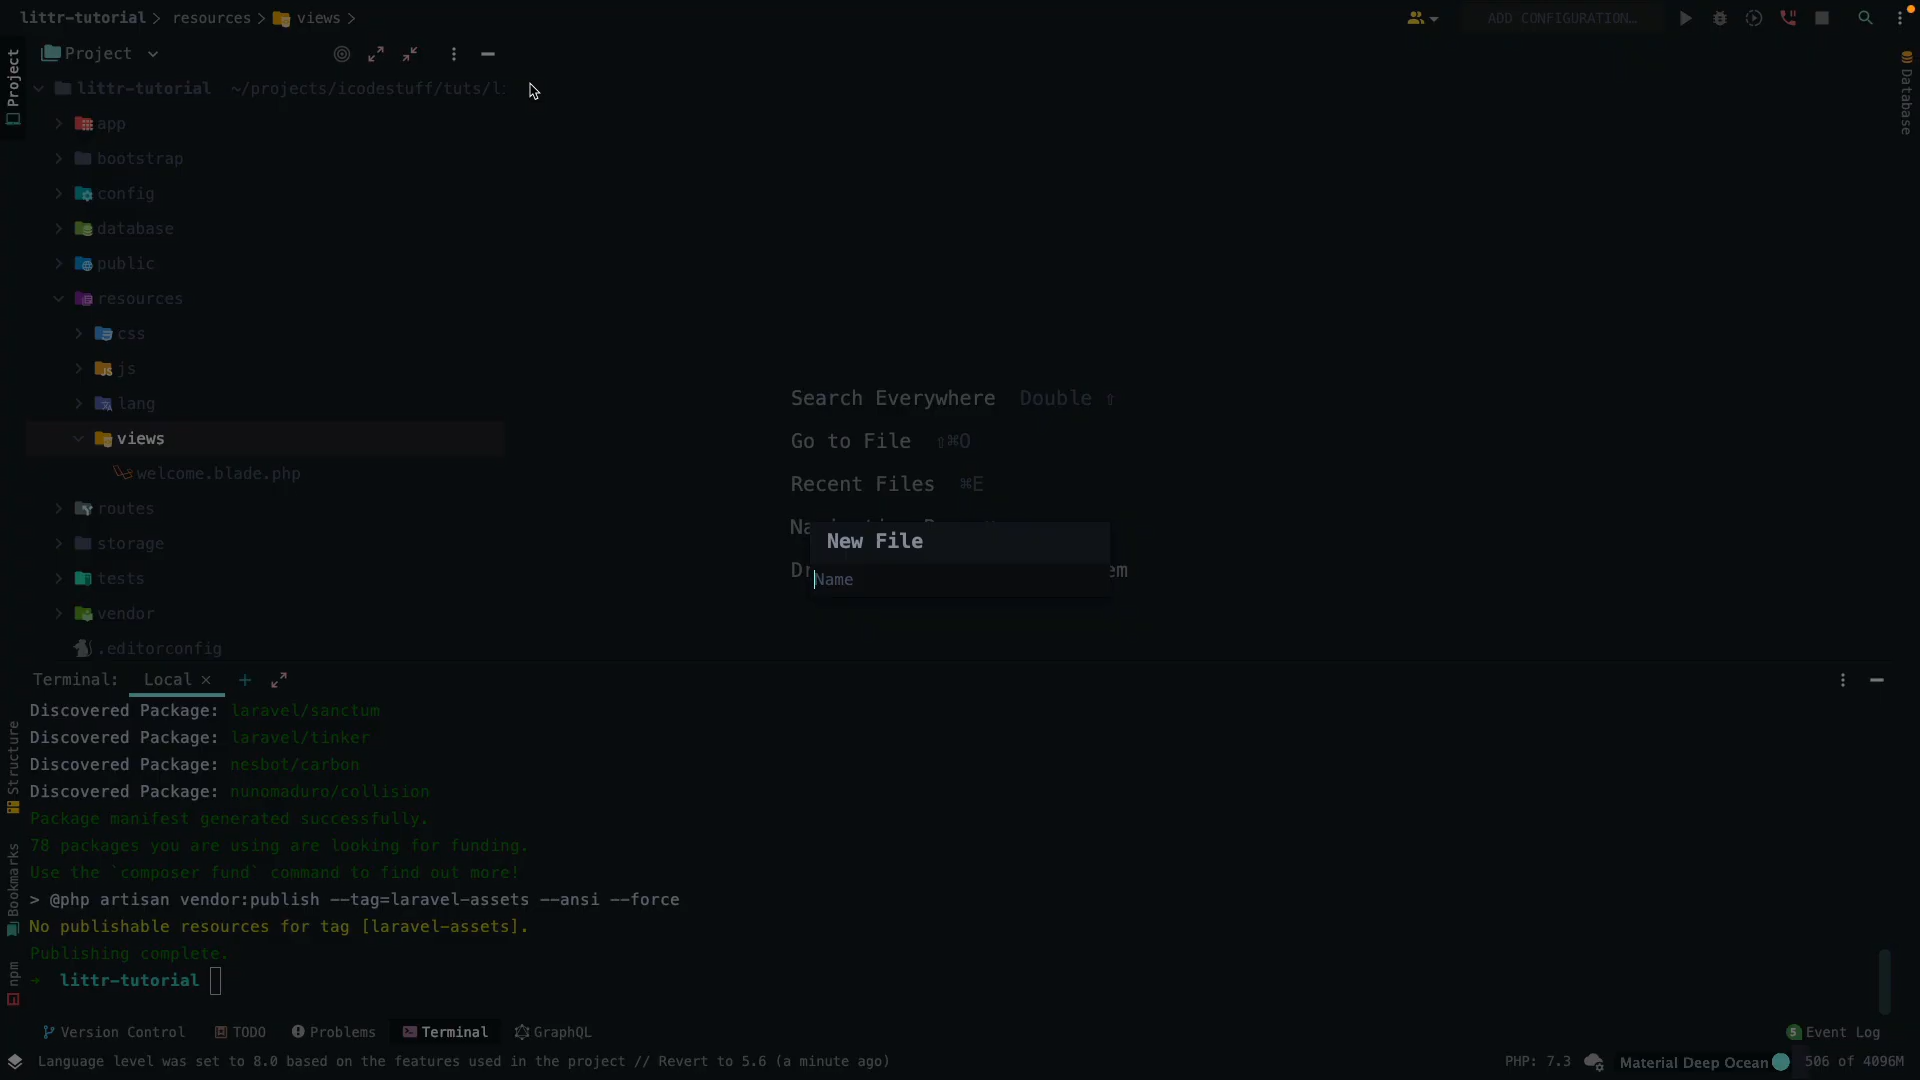 littr-tutorial > resources > views >
ADD CONFIGURATION...
Project
Project
Database
littr-tutorial ~/projects/icodestuff/tuts/l
app
bootstrap
config
database
public
resources
css
js
lang
views
welcome.blade.php
routes
storage
tests
vendor
.editorconfig
Search Everywhere Double ⇧
Go to File ⇧⌘O
Recent Files ⌘E
New File
Name
em
Terminal: Local × +
Discovered Package: laravel/sanctum
Discovered Package: laravel/tinker
Discovered Package: nesbot/carbon
Discovered Package: nunomaduro/collision
Package manifest generated successfully.
78 packages you are using are looking for funding.
Use the `composer fund` command to find out more!
> @php artisan vendor:publish --tag=laravel-assets --ansi --force
No publishable resources for tag [laravel-assets].
Publishing complete.
→ littr-tutorial
Structure
Bookmarks
npm
Version Control TODO Problems Terminal GraphQL
5 Event Log
Language level was set to 8.0 based on the features used in the project // Revert to 5.6 (a minute ago)
PHP: 7.3 Material Deep Ocean 506 of 4096M